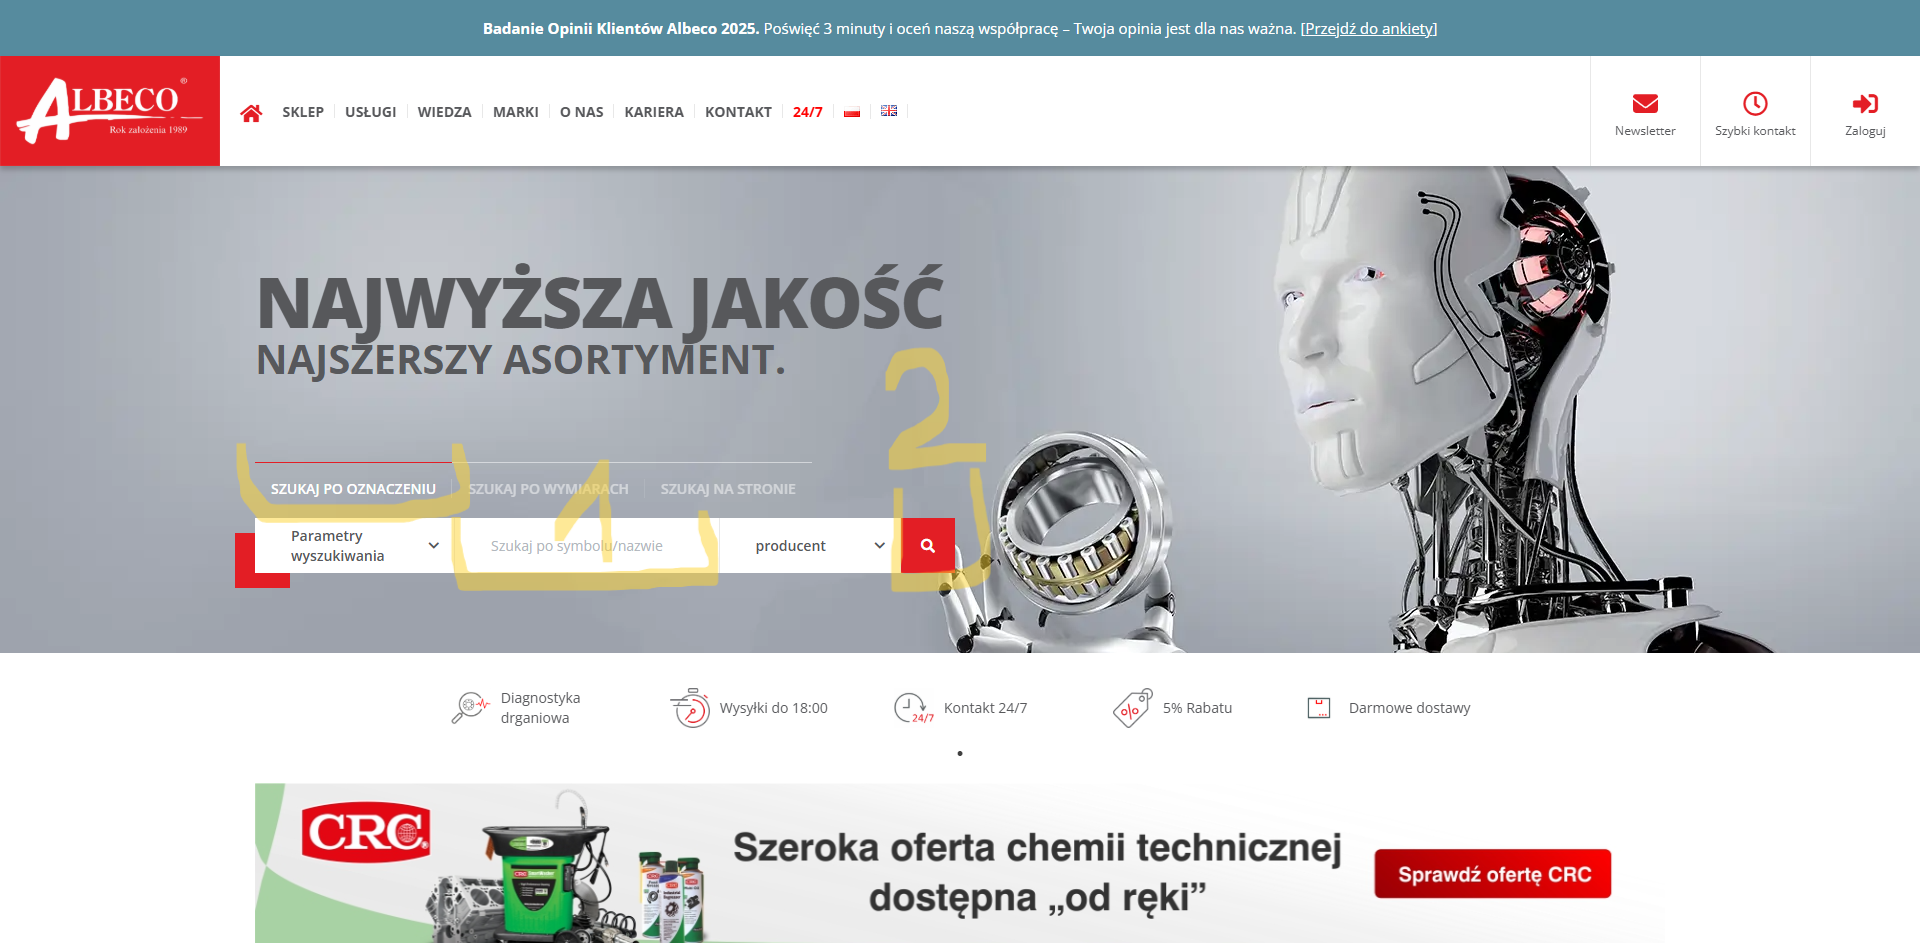 Badanie Opinii Klientów Albeco 2025. Poświęć 3 minuty i oceń naszą współpracę – Twoja opinia jest dla nas ważna. [Przejdź do ankiety]
ALBECO®
Rok założenia 1989
SKLEP USŁUGI WIEDZA MARKI O NAS KARIERA KONTAKT 24/7
Newsletter
Szybki kontakt
Zaloguj
NAJWYŻSZA JAKOŚĆ
NAJSZERSZY ASORTYMENT.
2
SZUKAJ PO OZNACZENIU SZUKAJ PO WYMIARACH SZUKAJ NA STRONIE
1
Parametry
wyszukiwania
Szukaj po symbolu/nazwie
producent
Diagnostyka
drganiowa
Wysyłki do 18:00
24/7
Kontakt 24/7
%
5% Rabatu
Darmowe dostawy
CRC®
Szeroka oferta chemii technicznej
dostępna „od ręki”
Sprawdź ofertę CRC